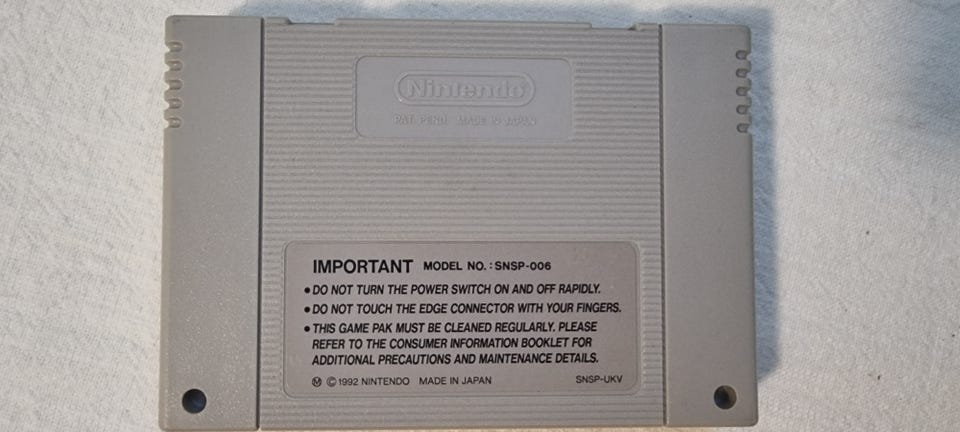 Nintendo
PAT. PEND. MADE IN JAPAN
IMPORTANT MODEL NO.: SNSP-006
• DO NOT TURN THE POWER SWITCH ON AND OFF RAPIDLY.
• DO NOT TOUCH THE EDGE CONNECTOR WITH YOUR FINGERS.
• THIS GAME PAK MUST BE CLEANED REGULARLY. PLEASE
REFER TO THE CONSUMER INFORMATION BOOKLET FOR
ADDITIONAL PRECAUTIONS AND MAINTENANCE DETAILS.
Ⓜ © 1992 NINTENDO MADE IN JAPAN SNSP-UKV